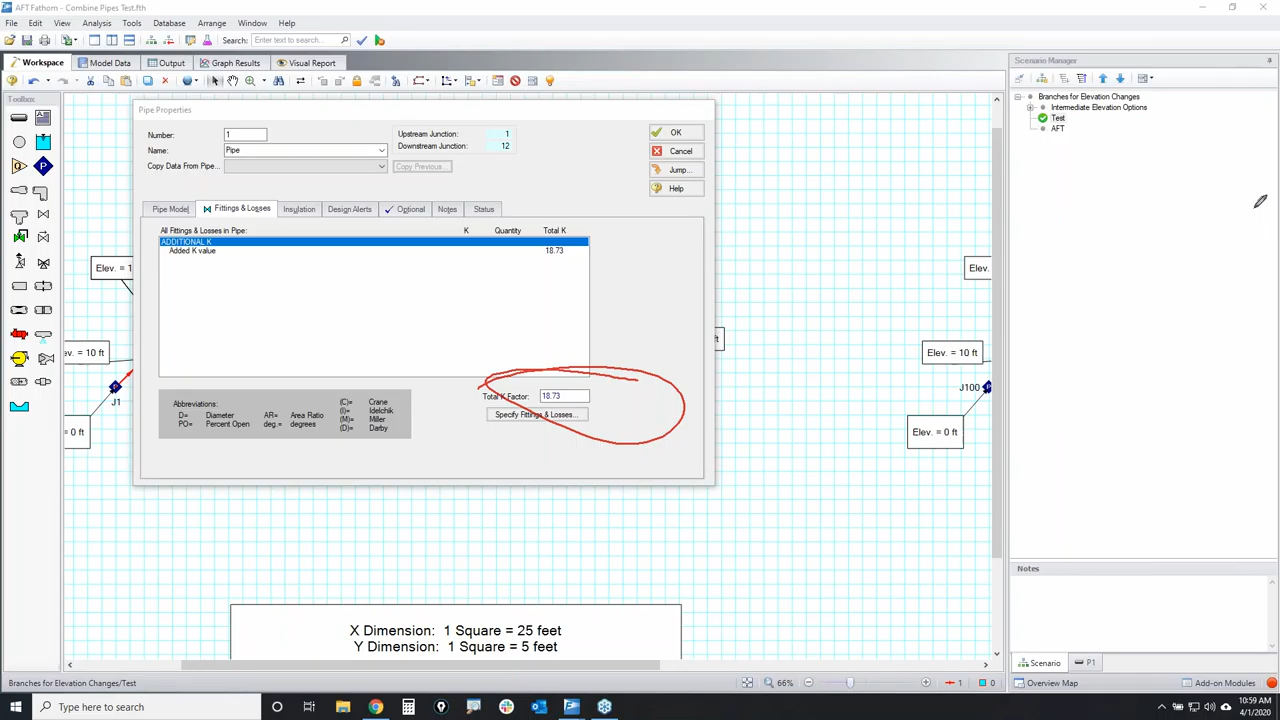 AFT Fathom - Combine Pipes Test.fth
File Edit View Analysis Tools Database Arrange Window Help
Search: Enter text to search...
Workspace Model Data Output Graph Results Visual Report
Scenario Manager
Toolbox
Branches for Elevation Changes
Intermediate Elevation Options
Test
AFT
Pipe Properties
Number: 1
Name: Pipe
Copy Data From Pipe...
Copy Previous...
Upstream Junction: 1
Downstream Junction: 12
OK
Cancel
Jump...
Help
Pipe Model Fittings & Losses Insulation Design Alerts Optional Notes Status
All Fittings & Losses in Pipe: K Quantity Total K
ADDITIONAL K
Added K value 18.73
Elev. = 1
ev. = 10 ft
J1
= 0 ft
ft
Elev.
Elev. = 10 ft
J100
Elev. = 0 ft
Total K Factor: 18.73
Specify Fittings & Losses...
Abbreviations:
D= Diameter
PO= Percent Open
AR= Area Ratio
deg.= degrees
(C)= Crane
(I)= Idelchik
(M)= Miller
(D)= Darby
X Dimension: 1 Square = 25 feet
Y Dimension: 1 Square = 5 feet
Notes
Scenario P1
Branches for Elevation Changes/Test
66%
1
0
Overview Map
Add-on Modules
Type here to search
10:59 AM
4/1/2020